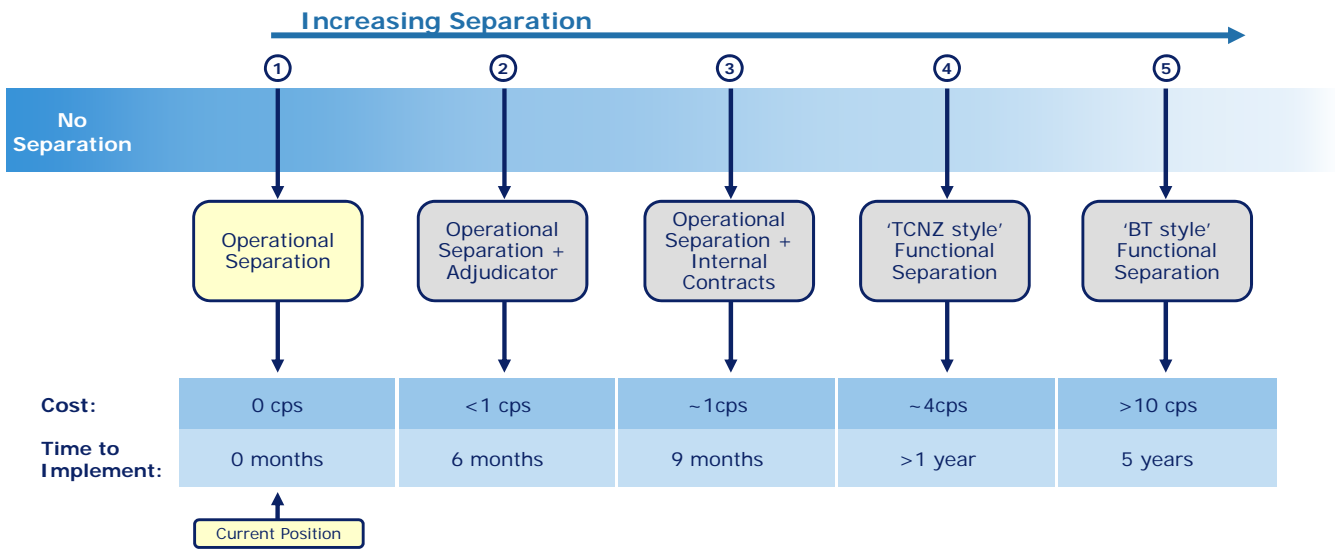 Increasing Separation
1
2
3
4
5
No
Separation
Operational
Separation
Operational
Separation +
Adjudicator
Operational
Separation +
Internal
Contracts
‘TCNZ style’
Functional
Separation
‘BT style’
Functional
Separation
Cost:
0 cps
<1 cps
~1cps
~4cps
>10 cps
Time to
Implement:
0 months
6 months
9 months
>1 year
5 years
Current Position